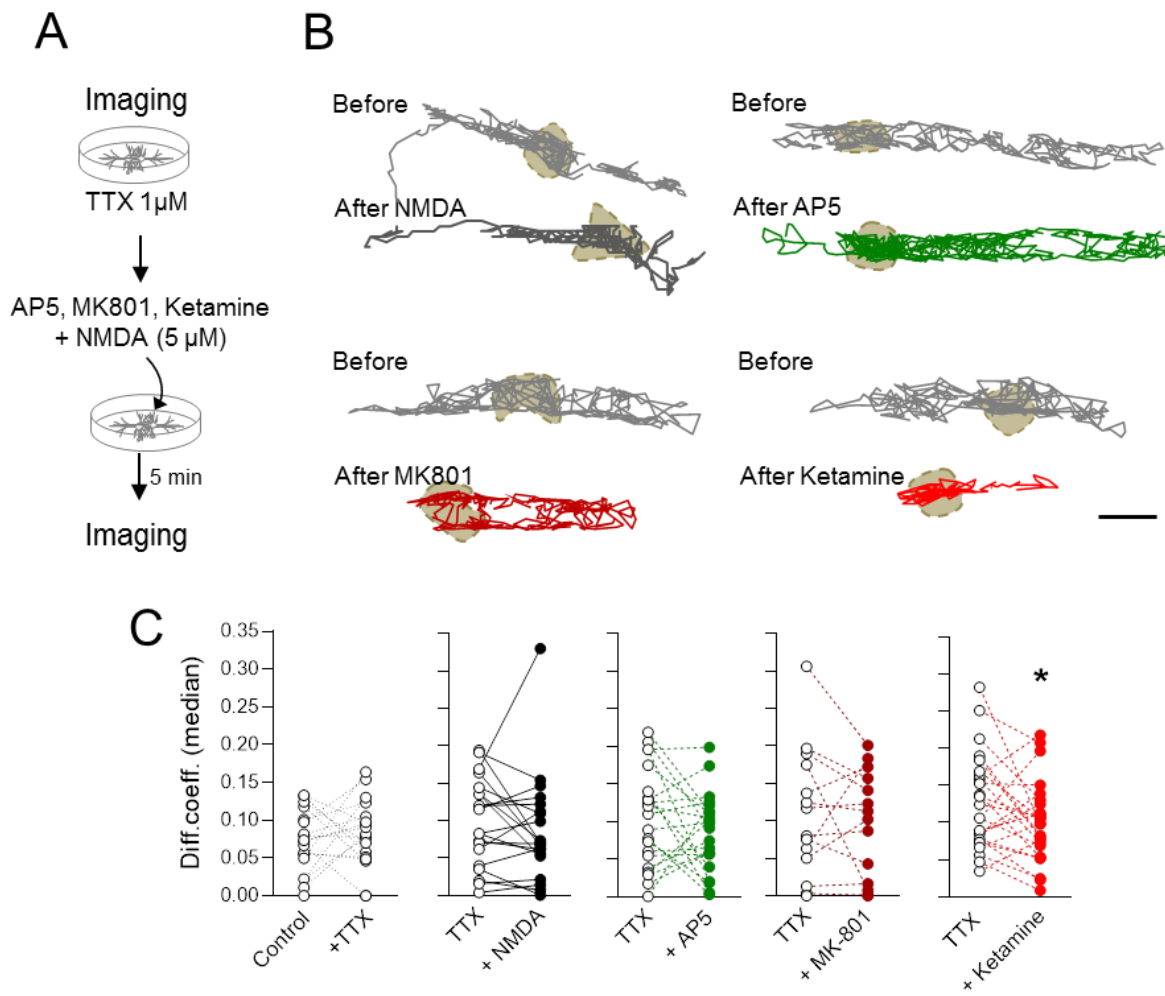 A
Imaging
TTX 1μM
AP5, MK801, Ketamine
+ NMDA (5 μM)
5 min
Imaging
B
Before
After NMDA
Before
After AP5
Before
After MK801
Before
After Ketamine
C
Diff.coeff. (median)
0.35
0.30
0.25
0.20
0.15
0.10
0.05
0.00
*
Control
+TTX
TTX
+ NMDA
TTX
+ AP5
TTX
+ MK-801
TTX
+ Ketamine